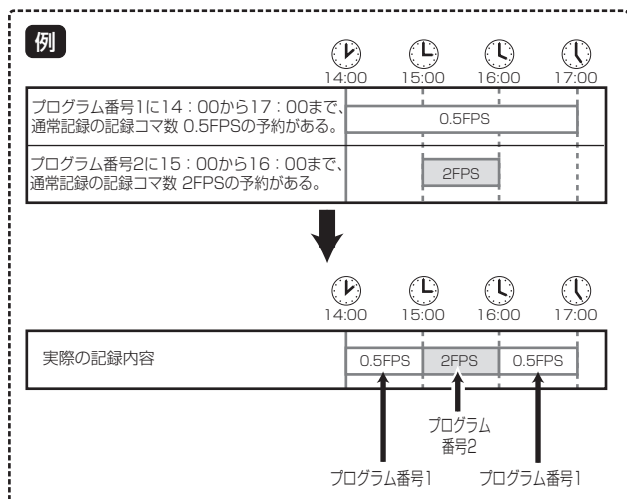 例
14:00 15:00 16:00 17:00
プログラム番号1に14：00から17：00まで、
通常記録の記録コマ数 0.5FPSの予約がある。
0.5FPS
プログラム番号2に15：00から16：00まで、
通常記録の記録コマ数 2FPSの予約がある。
2FPS
14:00 15:00 16:00 17:00
実際の記録内容
0.5FPS 2FPS 0.5FPS
プログラム
番号2
プログラム番号1 プログラム番号1